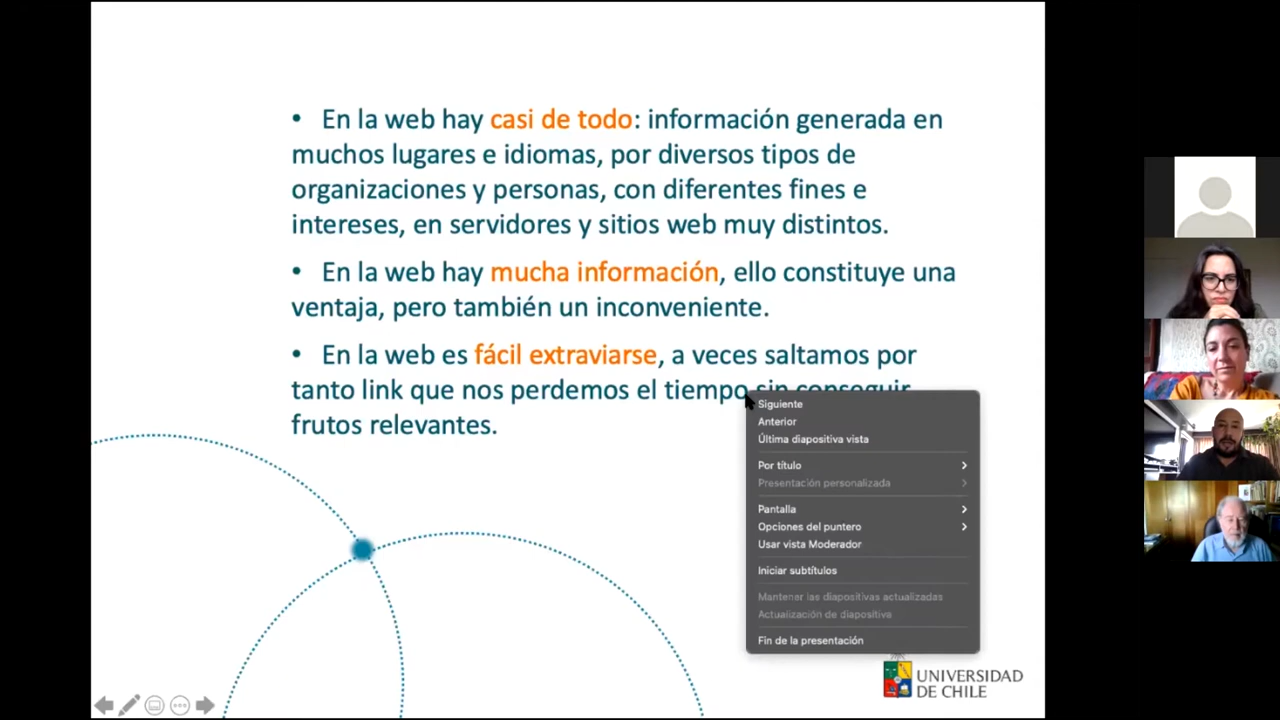 • En la web hay casi de todo: información generada en
muchos lugares e idiomas, por diversos tipos de
organizaciones y personas, con diferentes fines e
intereses, en servidores y sitios web muy distintos.
• En la web hay mucha información, ello constituye una
ventaja, pero también un inconveniente.
• En la web es fácil extraviarse, a veces saltamos por
tanto link que nos perdemos el tiempo sin conseguir
frutos relevantes.
Siguiente
Anterior
Última diapositiva vista
Por título
Presentación personalizada
Pantalla
Opciones del puntero
Usar vista Moderador
Iniciar subtítulos
Mantener las diapositivas actualizadas
Actualización de diapositiva
Fin de la presentación
UNIVERSIDAD
DE CHILE